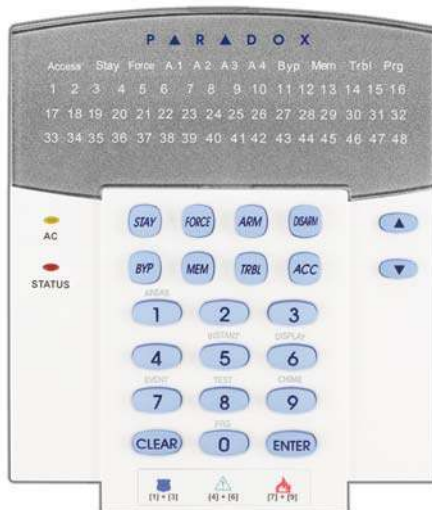 PARADOX
Access Stay Force A 1 A 2 A 3 A 4 Byp Mem Trbl Prg
1 2 3 4 5 6 7 8 9 10 11 12 13 14 15 16
17 18 19 20 21 22 23 24 25 26 27 28 29 30 31 32
33 34 35 36 37 38 39 40 41 42 43 44 45 46 47 48
STAY FORCE ARM DISARM ▲
AC
BYP MEM TRBL ACC ▼
STATUS
AREAS
1 2 3
INSTANT DISPLAY
4 5 6
EVENT TEST CHIME
7 8 9
PRG
CLEAR 0 ENTER
[1] + [3] [4] + [6] [7] + [9]